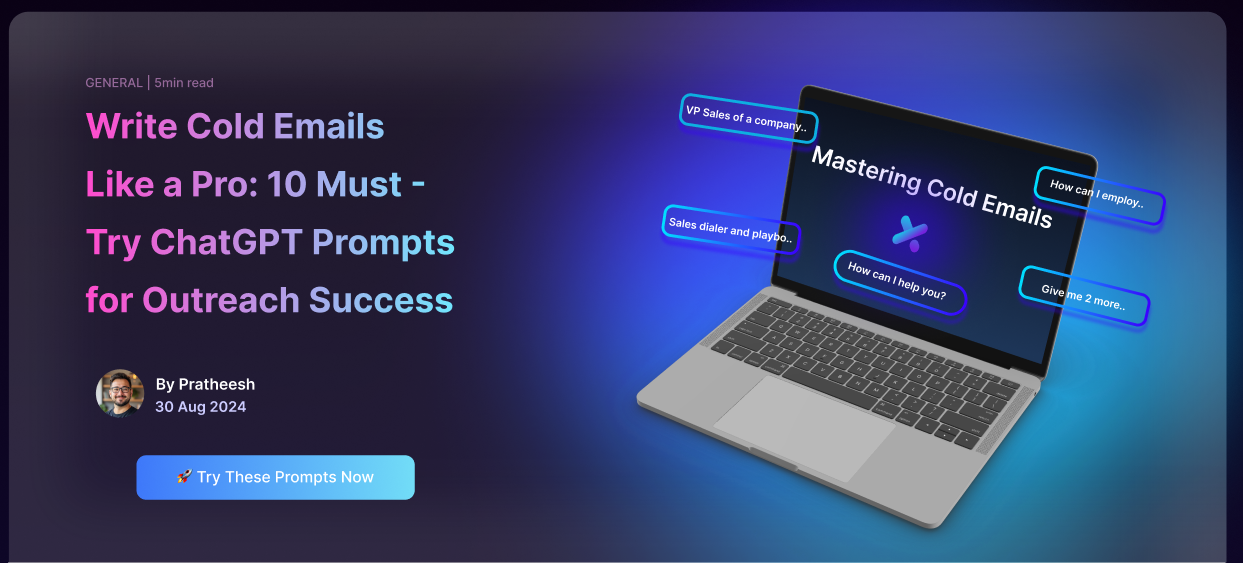 GENERAL | 5min read
Write Cold Emails
Like a Pro: 10 Must -
Try ChatGPT Prompts
for Outreach Success
By Pratheesh
30 Aug 2024
🚀 Try These Prompts Now
VP Sales of a company..
Mastering Cold Emails
How can I employ..
Sales dialer and playbo..
How can I help you?
Give me 2 more..